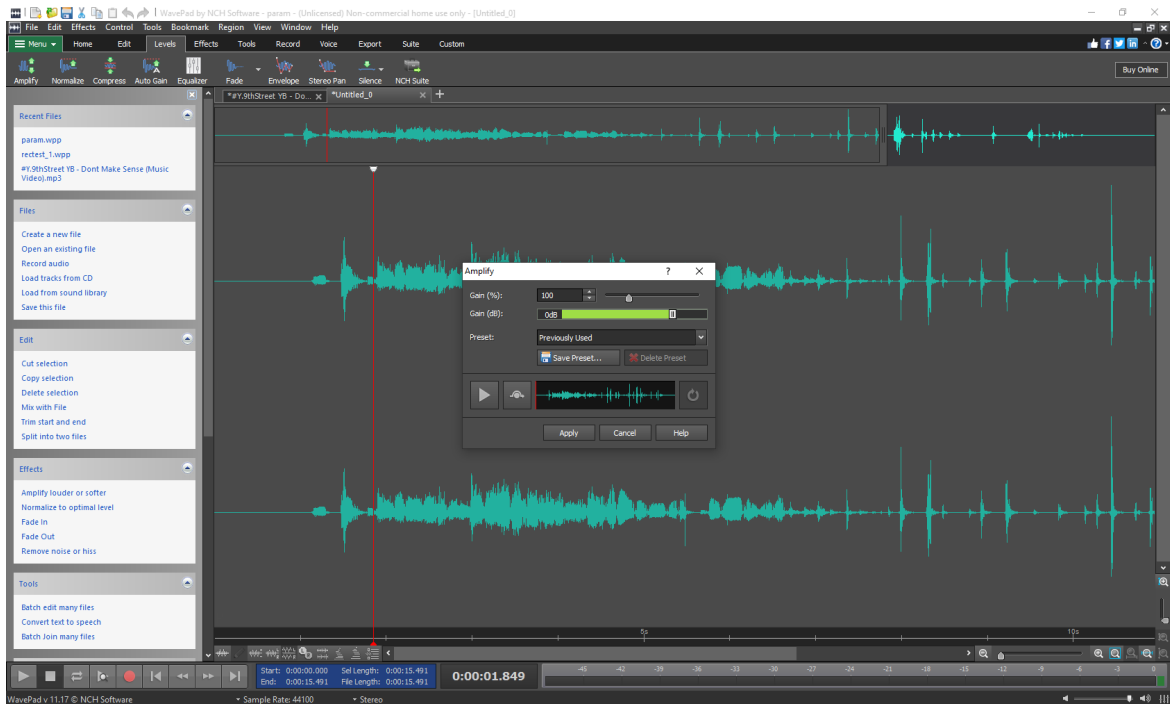 WavePad by NCH Software - param - (Unlicensed) Non-commercial home use only - [Untitled_0]
File Edit Effects Control Tools Bookmark Region View Window Help
Menu Home Edit Levels Effects Tools Record Voice Export Suite Custom
Amplify Normalize Compress Auto Gain Equalizer Fade Envelope Stereo Pan Silence NCH Suite Buy Online
*#Y.9thStreet YB - Do... *Untitled_0
Recent Files
param.wpp
rectest_1.wpp
#Y.9thStreet YB - Dont Make Sense (Music
Video).mp3
Files
Create a new file
Open an existing file
Record audio
Load tracks from CD
Load from sound library
Save this file
Edit
Cut selection
Copy selection
Delete selection
Mix with File
Trim start and end
Split into two files
Effects
Amplify louder or softer
Normalize to optimal level
Fade In
Fade Out
Remove noise or hiss
Tools
Batch edit many files
Convert text to speech
Batch Join many files
Amplify ?
Gain (%): 100
Gain (dB): 0dB
Preset: Previously Used
Save Preset... Delete Preset
Apply Cancel Help
5s 10s
Start: 0:00:00.000 Sel Length: 0:00:15.491
End: 0:00:15.491 File Length: 0:00:15.491
0:00:01.849
-45 -42 -39 -36 -33 -30 -27 -24 -21 -18 -15 -12 -9 -6 -3 0
WavePad v 11.17 © NCH Software Sample Rate: 44100 Stereo